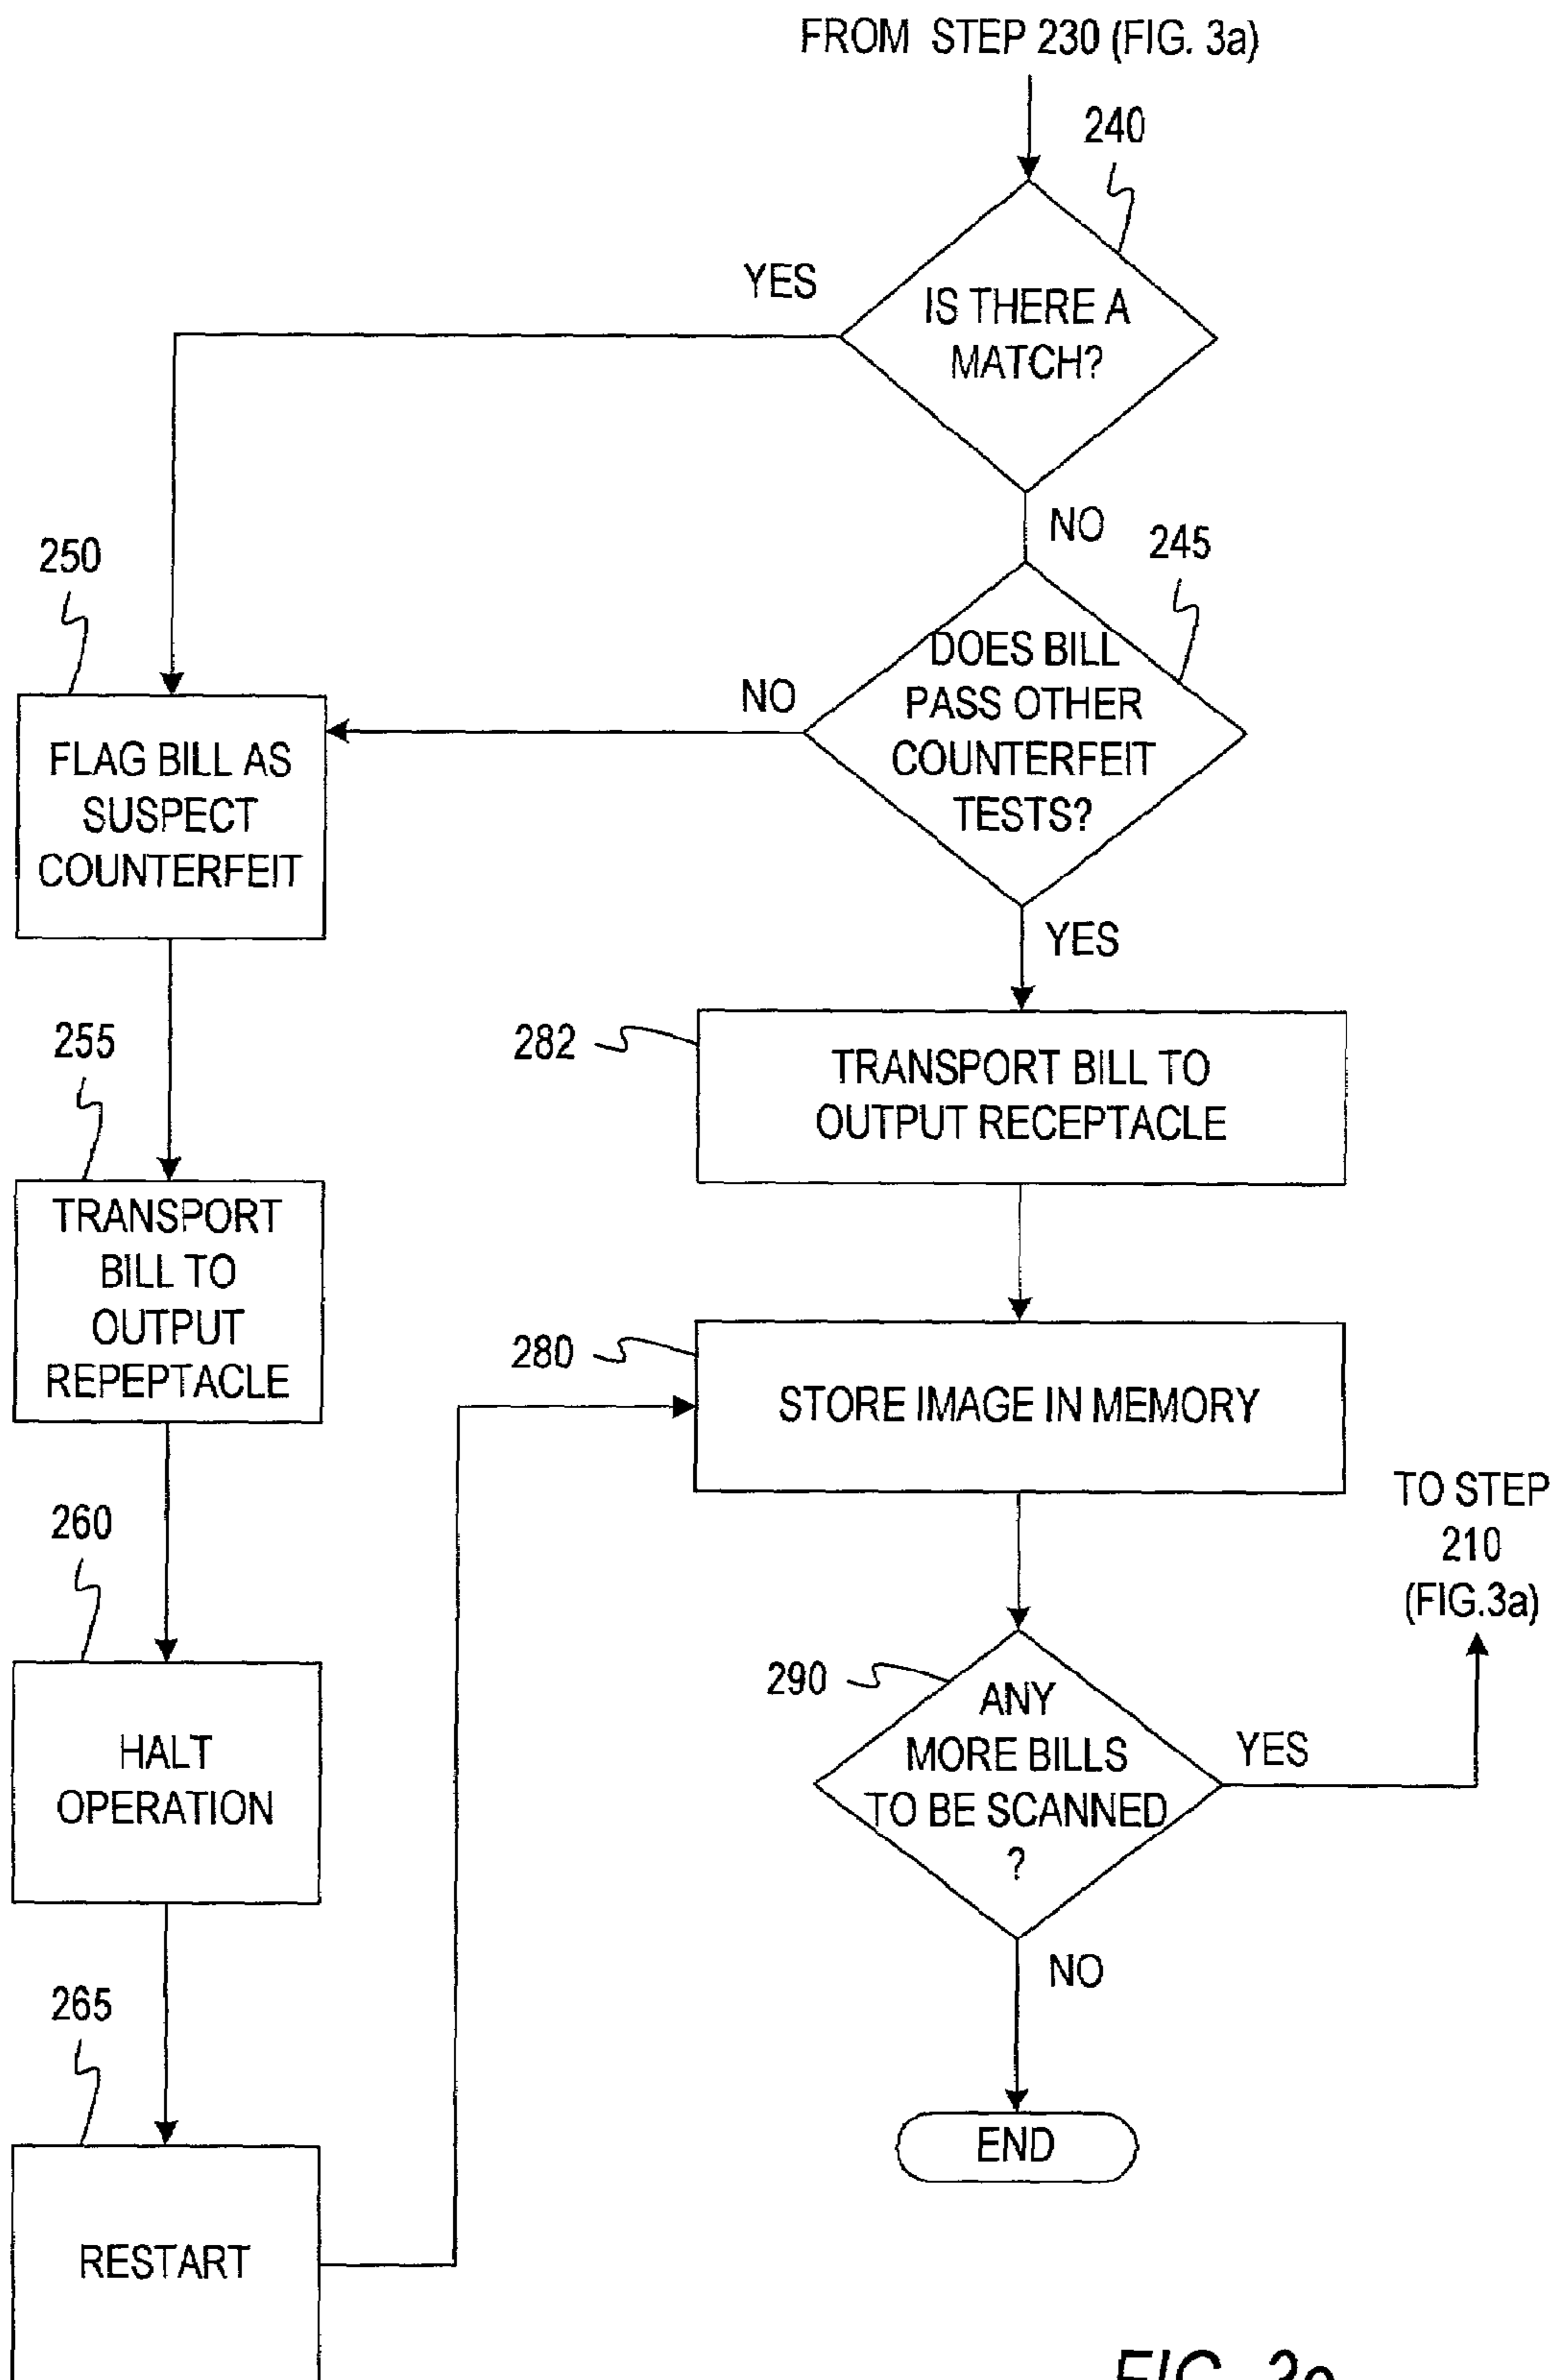 FROM STEP 230 (FIG. 3a)
240
YES
IS THERE A
MATCH?
NO
245
250
NO
DOES BILL
PASS OTHER
COUNTERFEIT
TESTS?
FLAG BILL AS
SUSPECT
COUNTERFEIT
YES
255
282
TRANSPORT BILL TO
OUTPUT RECEPTACLE
TRANSPORT
BILL TO
OUTPUT
REPEPTACLE
280
STORE IMAGE IN MEMORY
TO STEP
210
(FIG.3a)
260
290
ANY
MORE BILLS
TO BE SCANNED
?
YES
HALT
OPERATION
NO
265
END
RESTART